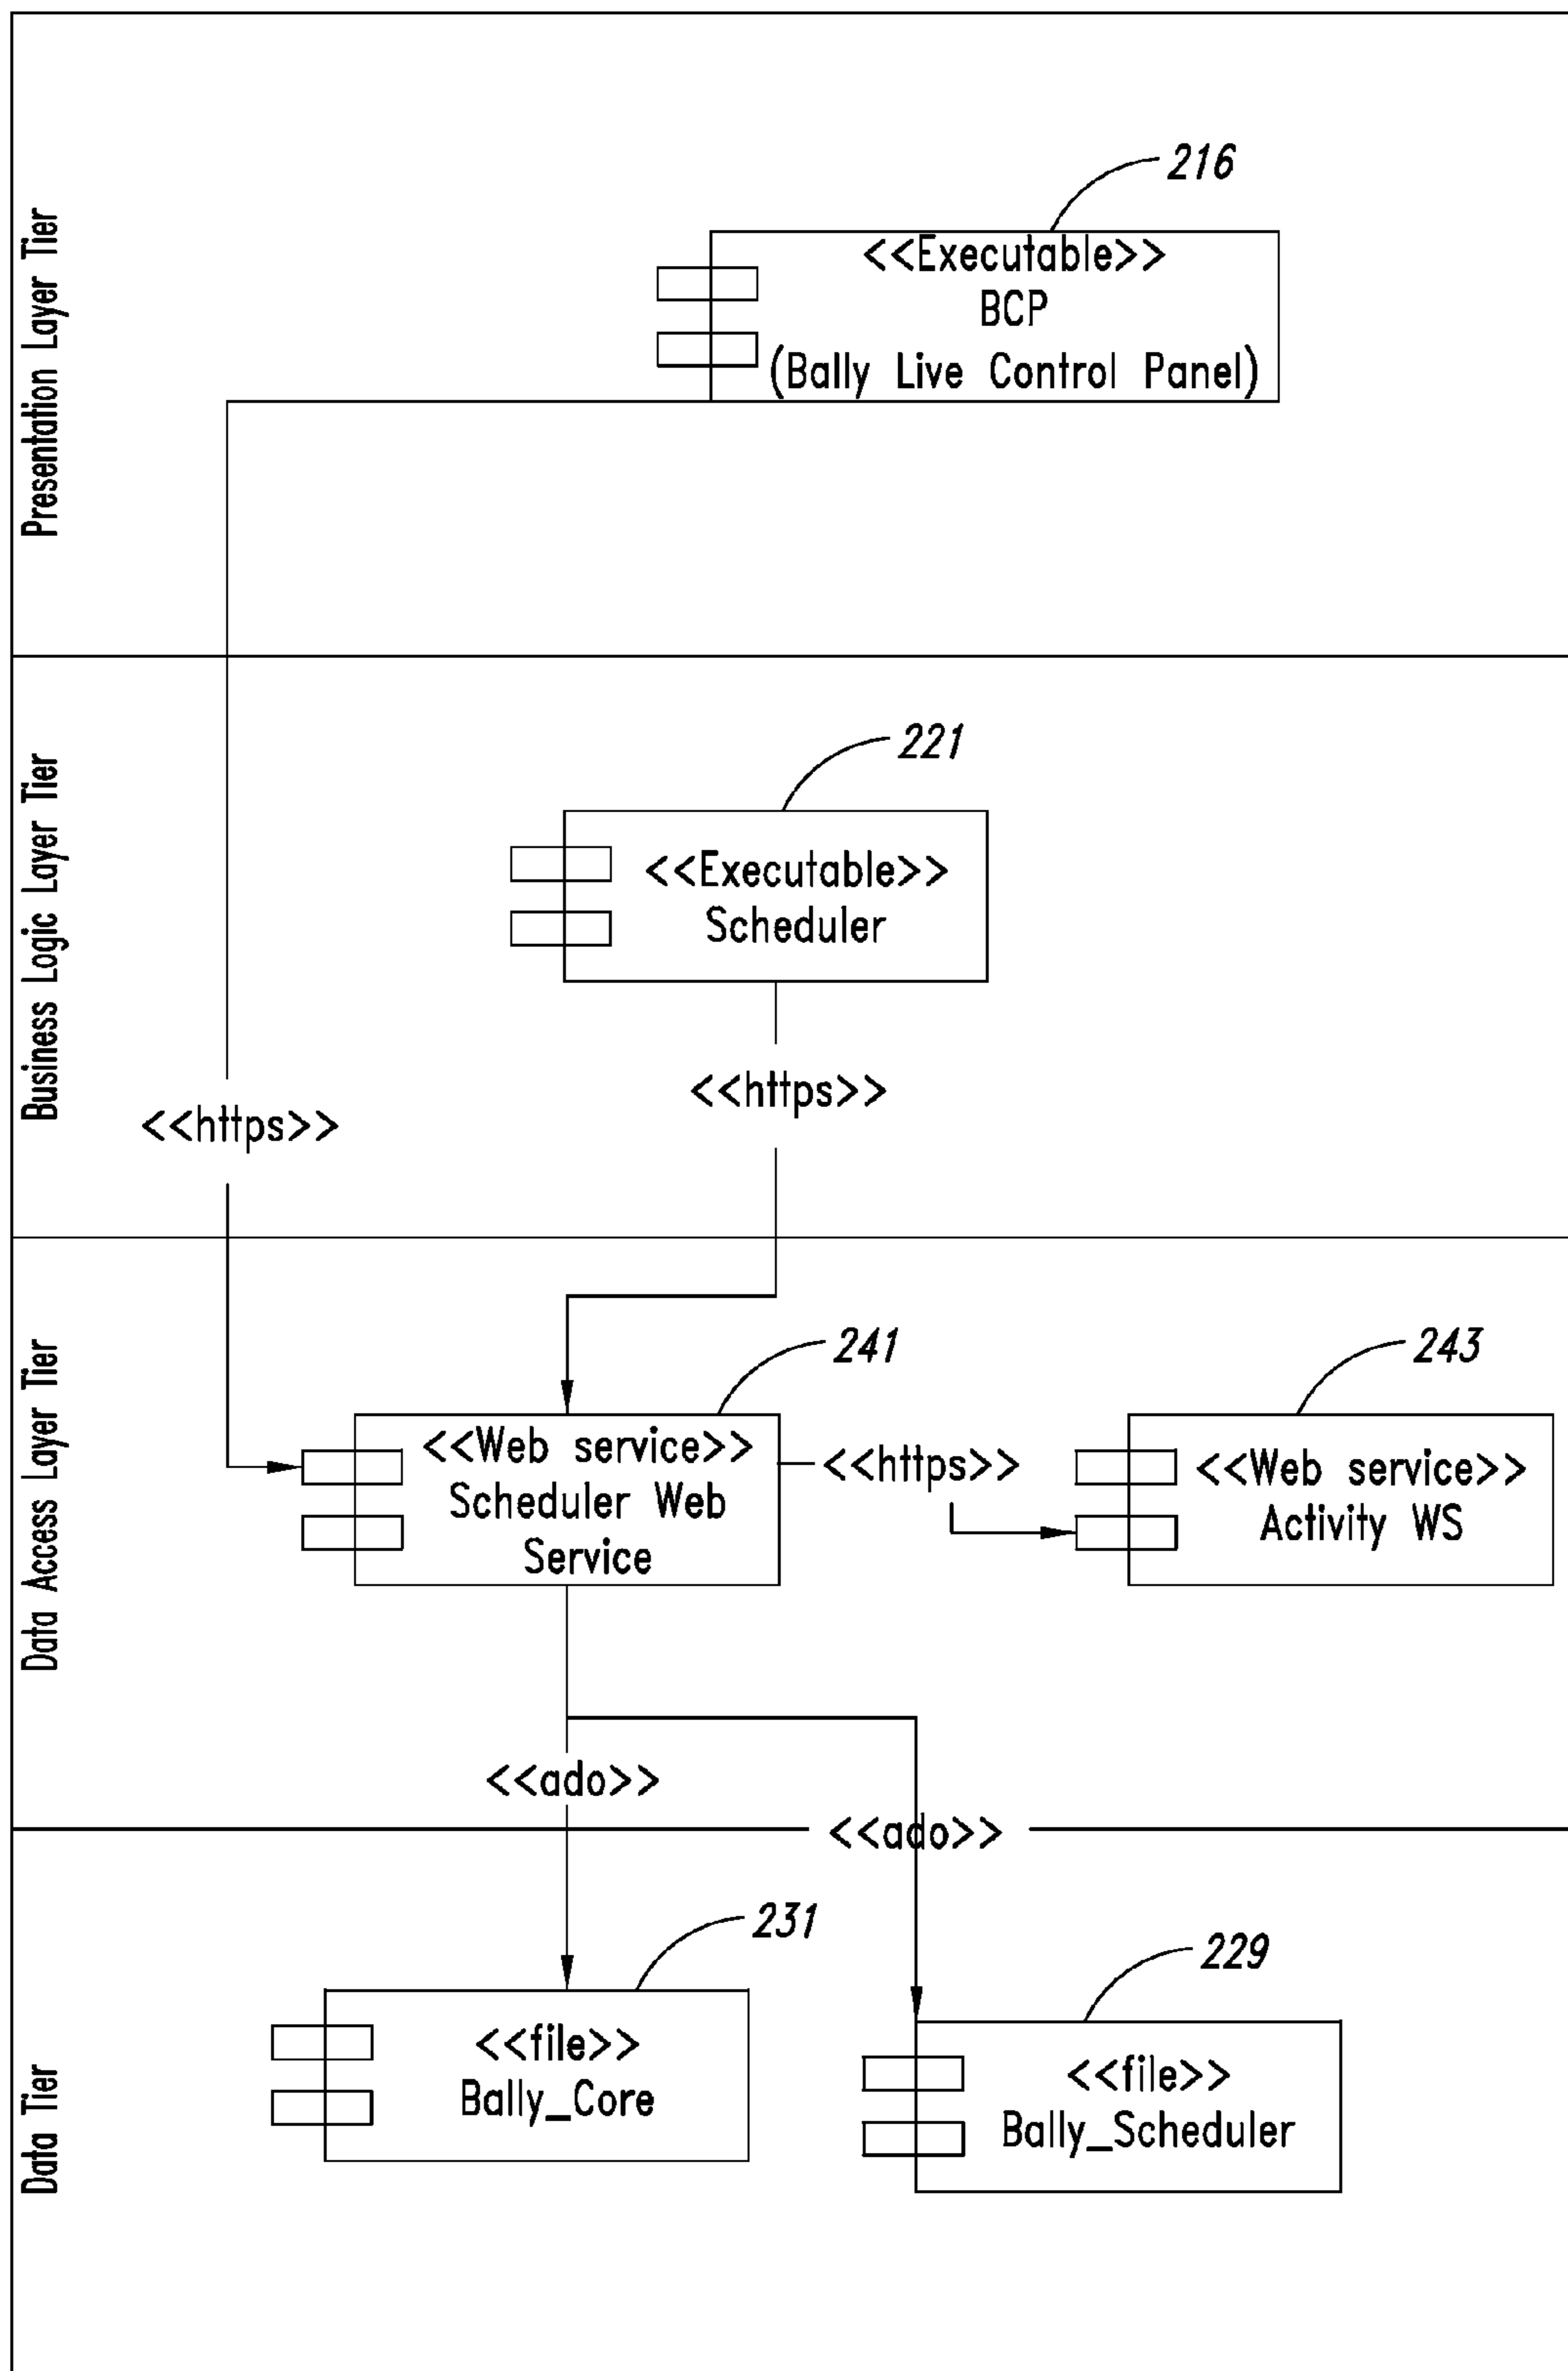 Presentation Layer Tier
216
<<Executable>>
BCP
(Bally Live Control Panel)
Business Logic Layer Tier
221
<<Executable>>
Scheduler
<<https>>
<<https>>
Data Access Layer Tier
241
<<Web service>>
Scheduler Web
Service
<<https>>
243
<<Web service>>
Activity WS
<<ado>>
<<ado>>
Data Tier
231
<<file>>
Bally_Core
229
<<file>>
Bally_Scheduler